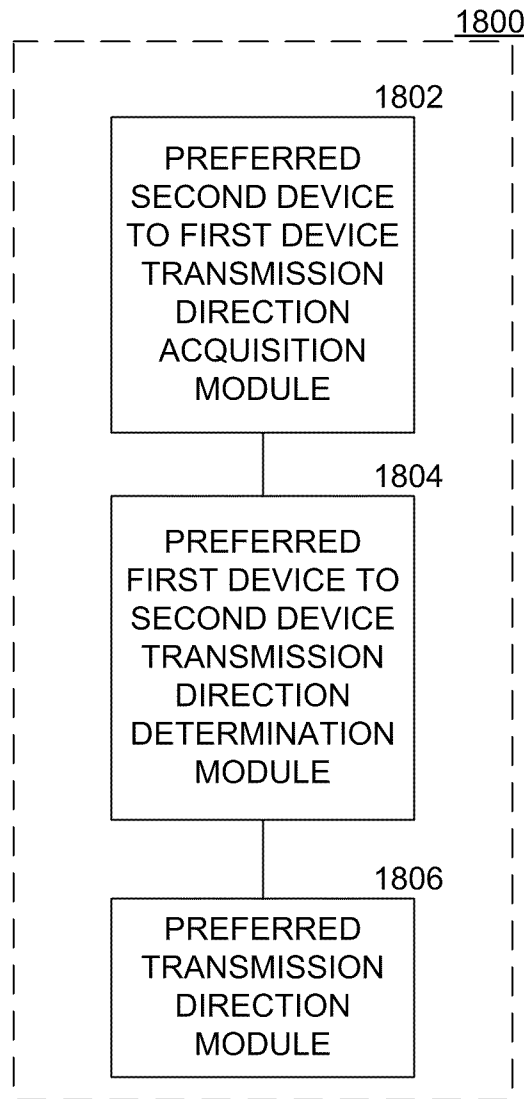 1800
1802
PREFERRED
SECOND DEVICE
TO FIRST DEVICE
TRANSMISSION
DIRECTION
ACQUISITION
MODULE
1804
PREFERRED
FIRST DEVICE TO
SECOND DEVICE
TRANSMISSION
DIRECTION
DETERMINATION
MODULE
1806
PREFERRED
TRANSMISSION
DIRECTION
MODULE